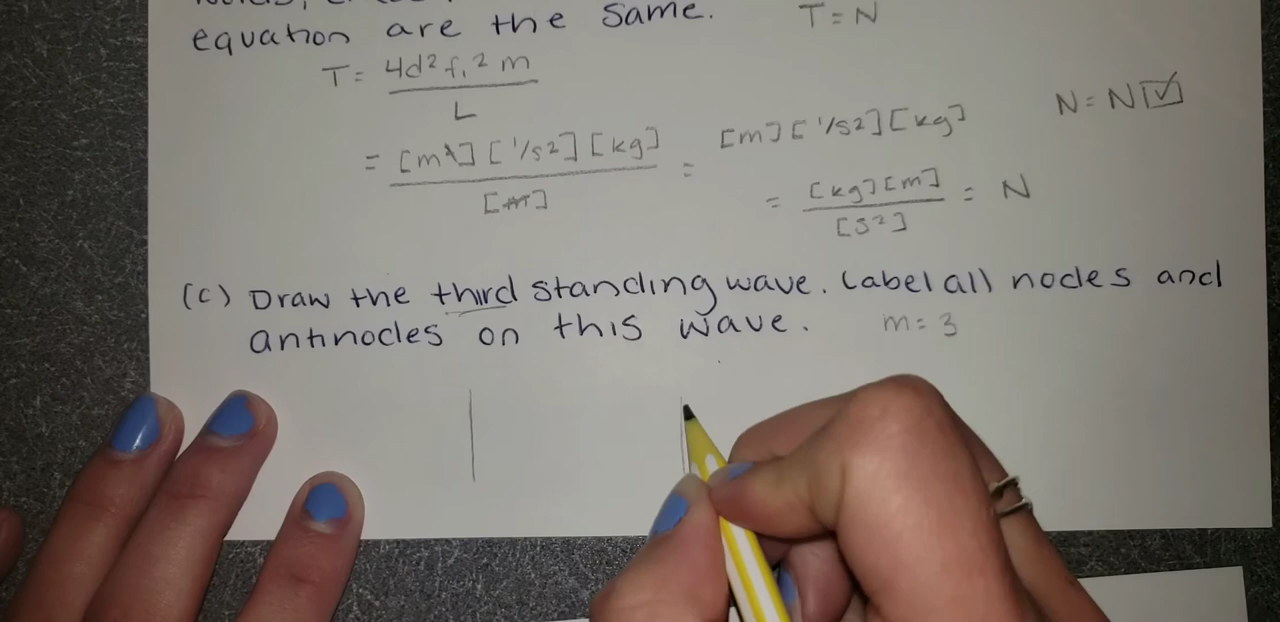 equation are the same.
T = N
T = 4d² f₁² m
L
N = N ☑
= [m²] [1/s²] [kg] = [m] [1/s²] [kg]
[m]
= [kg] [m] = N
[s²]
(c) Draw the third standing wave. Label all nodes and
antinodes on this wave. m = 3